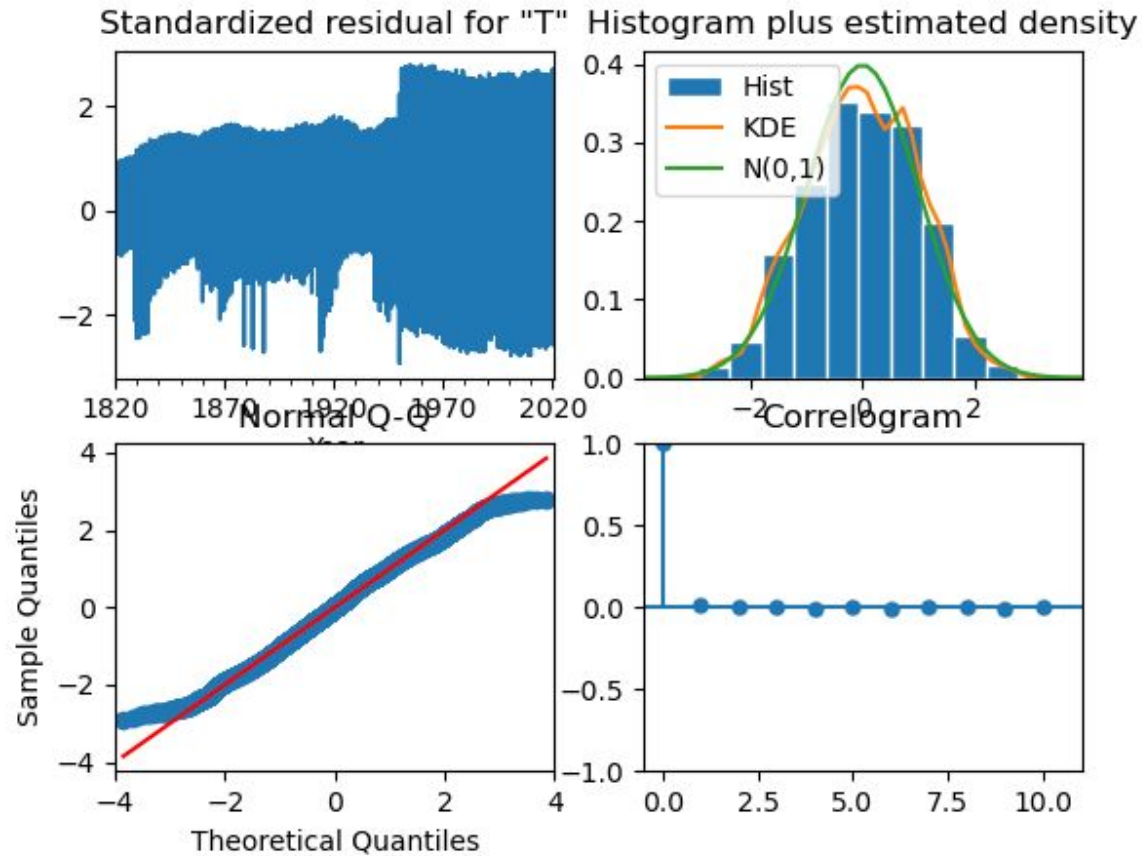 Standardized residual for "T"
2
0
−2
1820 1870 1920 1970 2020
Histogram plus estimated density
0.4
0.3
0.2
0.1
0.0
Hist
KDE
N(0,1)
−2 0 2
Normal Q-Q
Sample Quantiles
4
2
0
−2
−4
−4 −2 0 2 4
Theoretical Quantiles
Correlogram
1.0
0.5
0.0
−0.5
−1.0
0.0 2.5 5.0 7.5 10.0